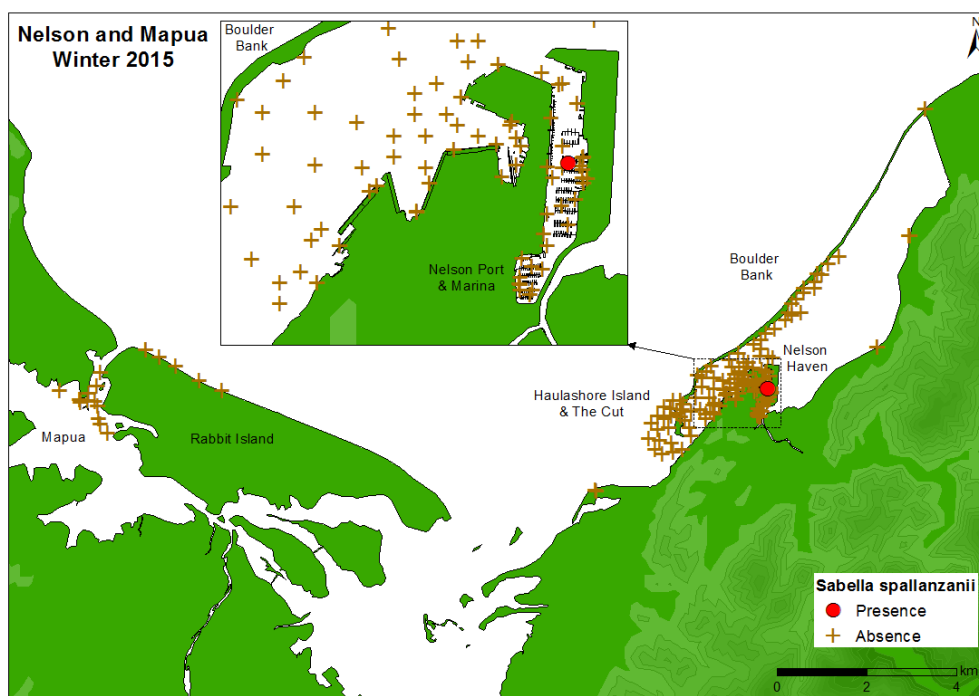 Nelson and Mapua
Winter 2015
Boulder
Bank
Nelson Port
& Marina
N
Boulder
Bank
Nelson
Haven
Haulashore Island
& The Cut
Mapua
Rabbit Island
Sabella spallanzanii
Presence
Absence
0 2 4
km